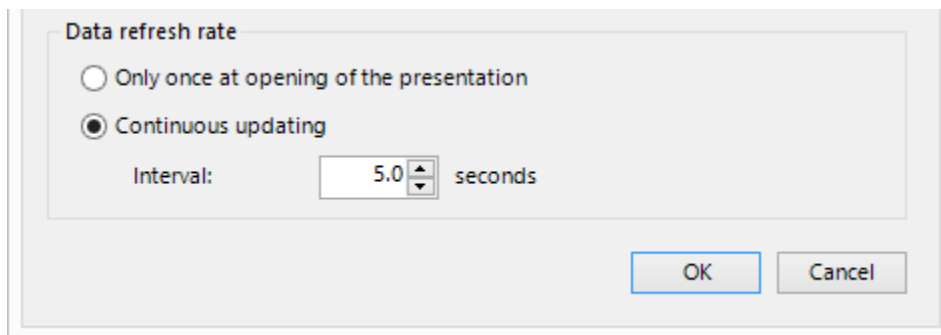 Data refresh rate
Only once at opening of the presentation
Continuous updating
Interval: 5.0 seconds
OK Cancel